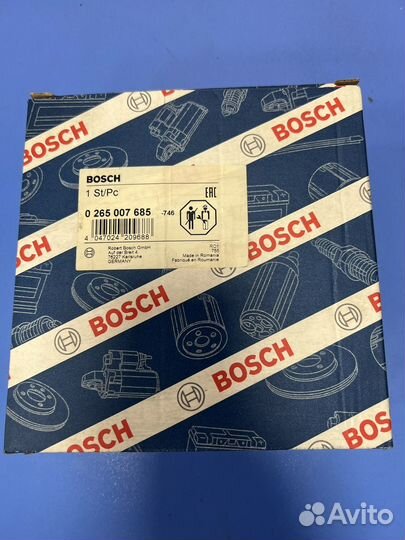 BOSCH
BOSCH
BOSCH
1 St/Pc
EAC
0 265 007 685 -746
4 047024 209688
Robert Bosch GmbH
Auf der Breit 4
76227 Karlsruhe
GERMANY
Made in Romania
Fabriqué en Roumanie
BOSCH
BOSCH
BOSCH
BOSCH
BOSCH
Avito